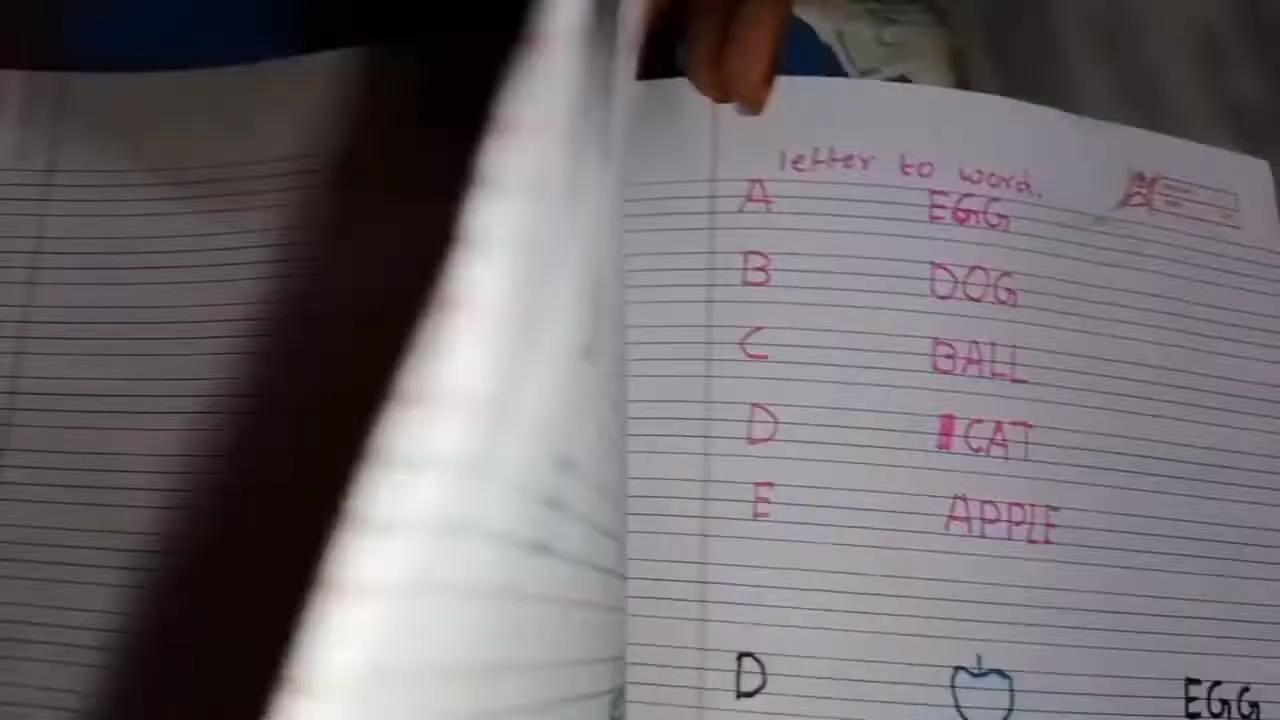 letter to word.
A EGG
B DOG
C BALL
D CAT
E APPLE
D EGG